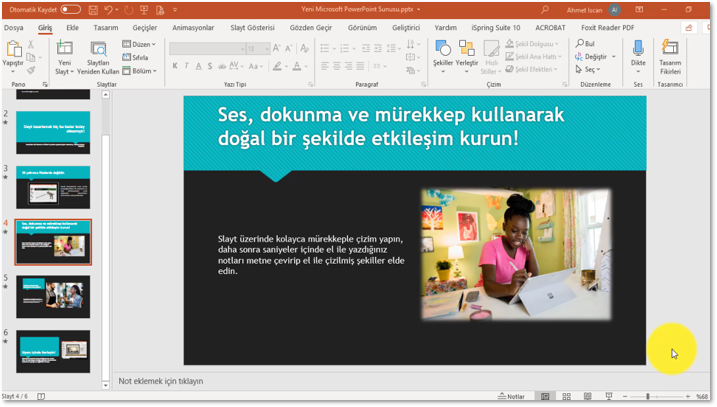 Otomatik Kaydet
Yeni Microsoft PowerPoint Sunusu.pptx
Ahmet Iscan
AI
Dosya Giriş Ekle Tasarım Geçişler Animasyonlar Slayt Gösterisi Gözden Geçir Görünüm Geliştirici Yardım iSpring Suite 10 ACROBAT Foxit Reader PDF
Yapıştır
Yeni Slayt
Slaytları Yeniden Kullan
Düzen
Sıfırla
Bölüm
Şekiller
Yerleştir
Hızlı Stiller
Şekil Dolgusu
Şekil Ana Hattı
Şekil Efektleri
Bul
Değiştir
Seç
Dikte
Tasarım Fikirleri
Pano Slaytlar Yazı Tipi Paragraf Çizim Düzenleme Ses Tasarımcı
2
3
4
5
6
Ses, dokunma ve mürekkep kullanarak
doğal bir şekilde etkileşim kurun!
Slayt üzerinde kolayca mürekkeple çizim yapın,
daha sonra saniyeler içinde el ile yazdığınız
notları metne çevirip el ile çizilmiş şekiller elde
edin.
Not eklemek için tıklayın
Slayt 4 / 6
Notlar
%60